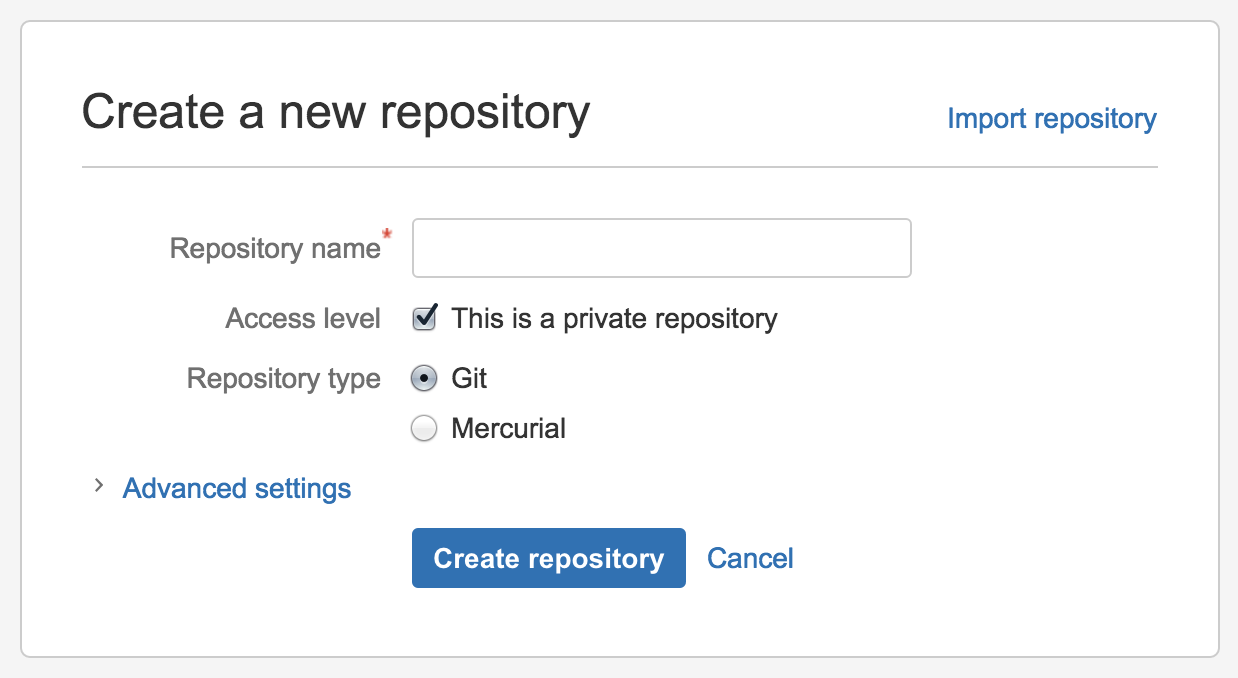 Create a new repository
Import repository
Repository name*
Access level
This is a private repository
Repository type
Git
Mercurial
Advanced settings
Create repository
Cancel